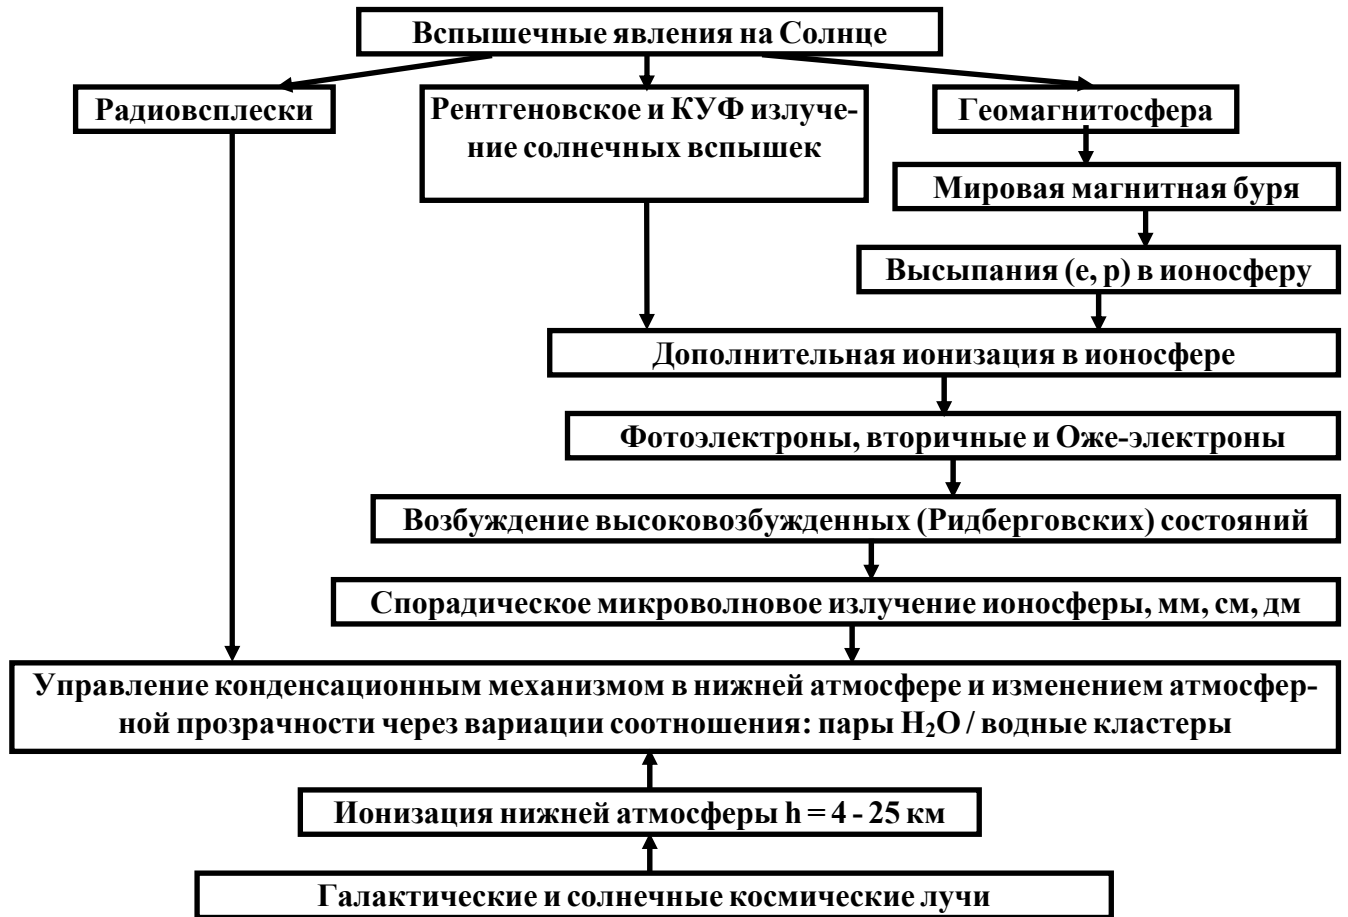 Вспышечные явления на Солнце
Радиовсплески
Рентгеновское и КУФ излуче-
ние солнечных вспышек
Геомагнитосфера
Мировая магнитная буря
Высыпания (e, p) в ионосферу
Дополнительная ионизация в ионосфере
Фотоэлектроны, вторичные и Оже-электроны
Возбуждение высоковозбужденных (Ридберговских) состояний
Спорадическое микроволновое излучение ионосферы, мм, см, дм
Управление конденсационным механизмом в нижней атмосфере и изменением атмосфер-
ной прозрачности через вариации соотношения: пары H₂O / водные кластеры
Ионизация нижней атмосферы h = 4 - 25 км
Галактические и солнечные космические лучи